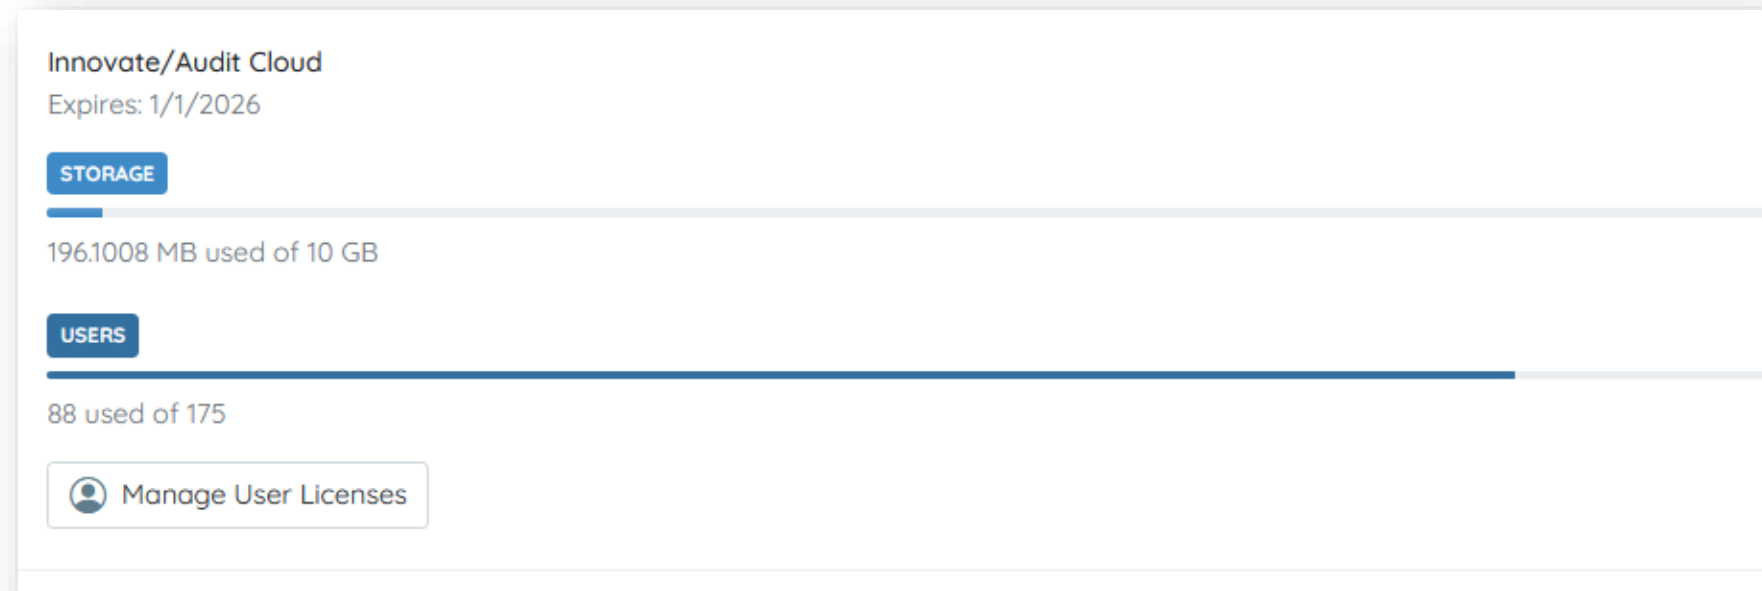 Innovate/Audit Cloud
Expires: 1/1/2026
STORAGE
196.1008 MB used of 10 GB
USERS
88 used of 175
Manage User Licenses